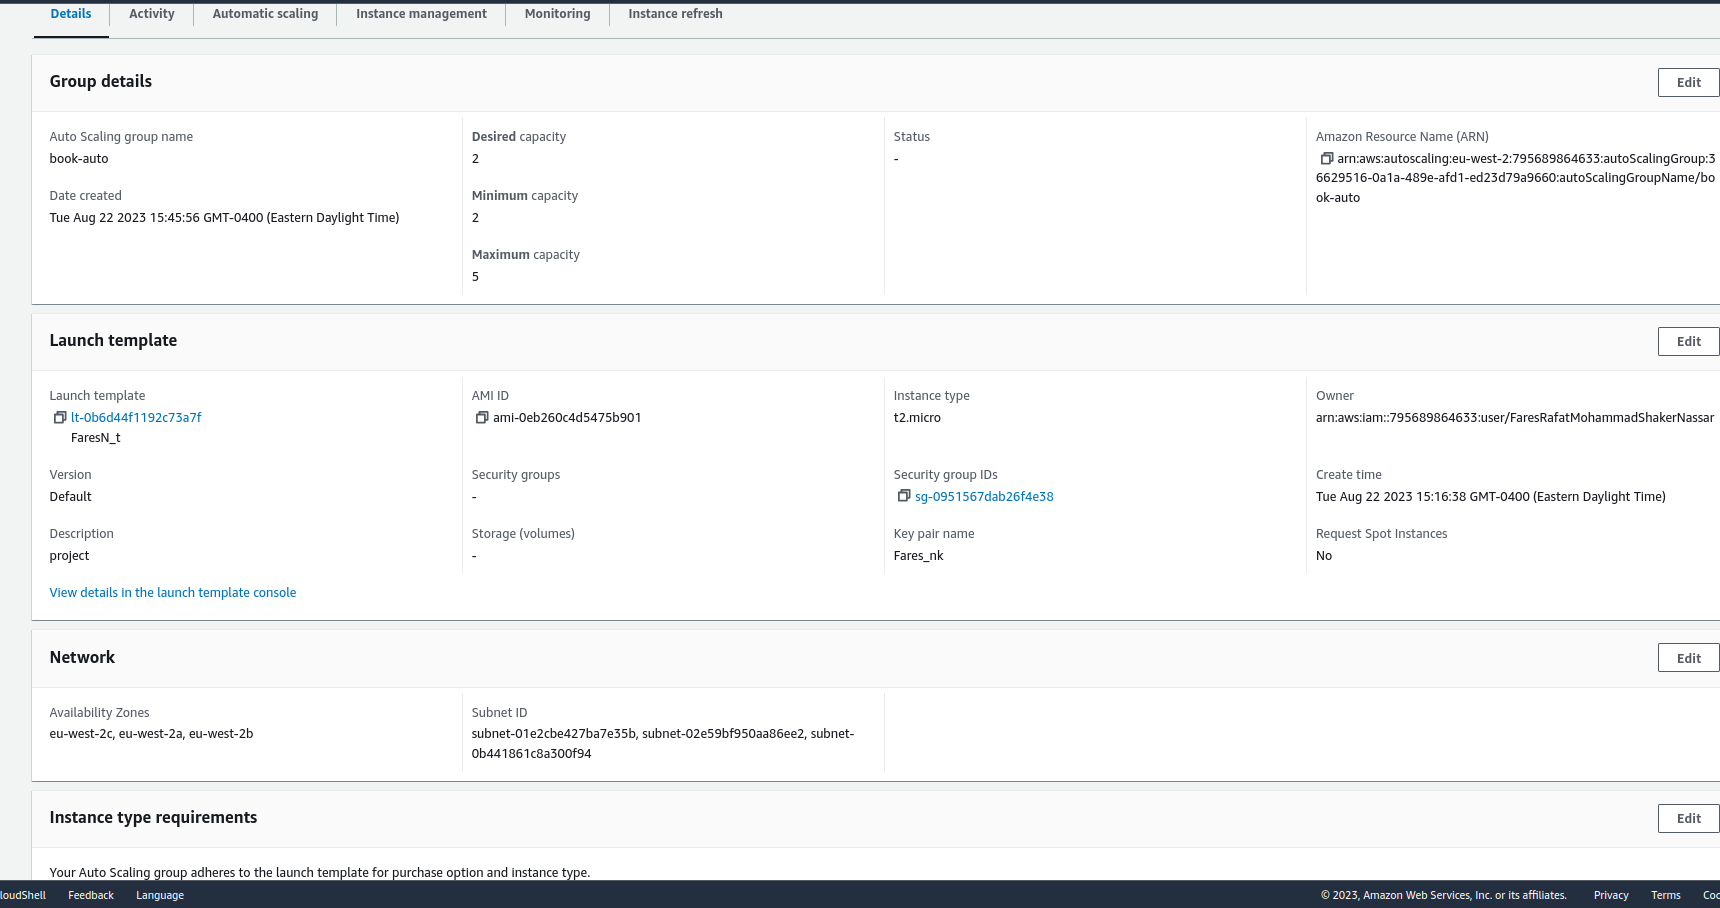 Details Activity Automatic scaling Instance management Monitoring Instance refresh
Group details
Edit
Auto Scaling group name
book-auto
Date created
Tue Aug 22 2023 15:45:56 GMT-0400 (Eastern Daylight Time)
Desired capacity
2
Minimum capacity
2
Maximum capacity
5
Status
-
Amazon Resource Name (ARN)
arn:aws:autoscaling:eu-west-2:795689864633:autoScalingGroup:3
6629516-0a1a-489e-afd1-ed23d79a9660:autoScalingGroupName/bo
ok-auto
Launch template
Edit
Launch template
lt-0b6d44f1192c73a7f
FaresN_t
AMI ID
ami-0eb260c4d5475b901
Instance type
t2.micro
Owner
arn:aws:iam::795689864633:user/FaresRafatMohammadShakerNassar
Version
Default
Security groups
-
Security group IDs
sg-0951567dab26f4e38
Create time
Tue Aug 22 2023 15:16:38 GMT-0400 (Eastern Daylight Time)
Description
project
Storage (volumes)
-
Key pair name
Fares_nk
Request Spot Instances
No
View details in the launch template console
Network
Edit
Availability Zones
eu-west-2c, eu-west-2a, eu-west-2b
Subnet ID
subnet-01e2cbe427ba7e35b, subnet-02e59bf950aa86ee2, subnet-
0b441861c8a300f94
Instance type requirements
Edit
Your Auto Scaling group adheres to the launch template for purchase option and instance type.
loudShell Feedback Language © 2023, Amazon Web Services, Inc. or its affiliates. Privacy Terms Coo